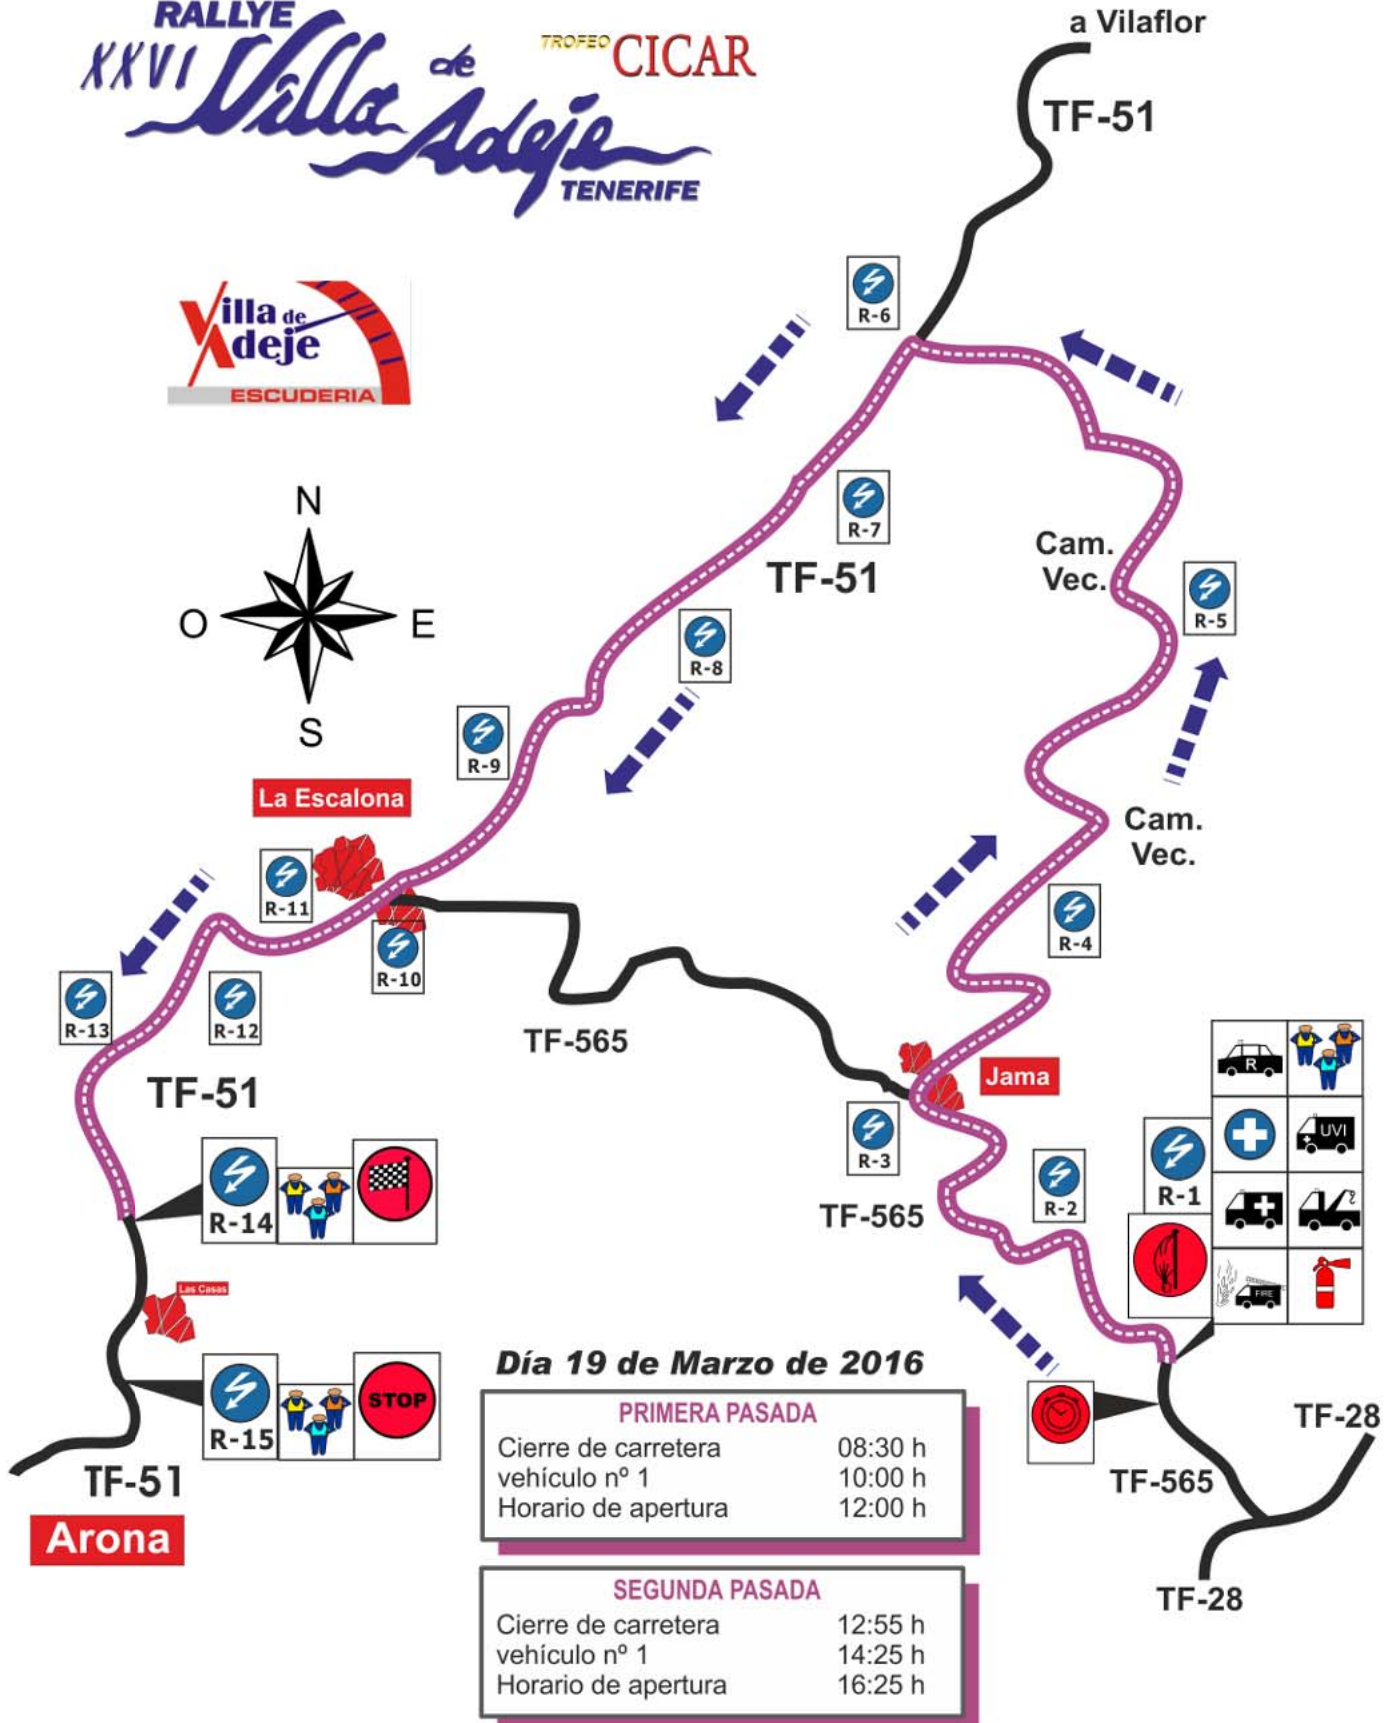 RALLYE
XXVI Villa de Adeje
TENERIFE
TROFEO CICAR
a Vilaflor
TF-51
R-6
Villa de
Adeje
ESCUDERIA
N
O
E
S
R-7
TF-51
Cam.
Vec.
R-5
R-8
R-9
La Escalona
Cam.
Vec.
R-11
R-4
R-10
R-13
R-12
TF-565
TF-51
Jama
R
R-3
UVI
R-1
R-2
TF-565
R-14
FIRE
Las Casas
Día 19 de Marzo de 2016
R-15
STOP
PRIMERA PASADA
Cierre de carretera 08:30 h
vehículo nº 1 10:00 h
Horario de apertura 12:00 h
TF-28
TF-565
TF-51
Arona
TF-28
SEGUNDA PASADA
Cierre de carretera 12:55 h
vehículo nº 1 14:25 h
Horario de apertura 16:25 h